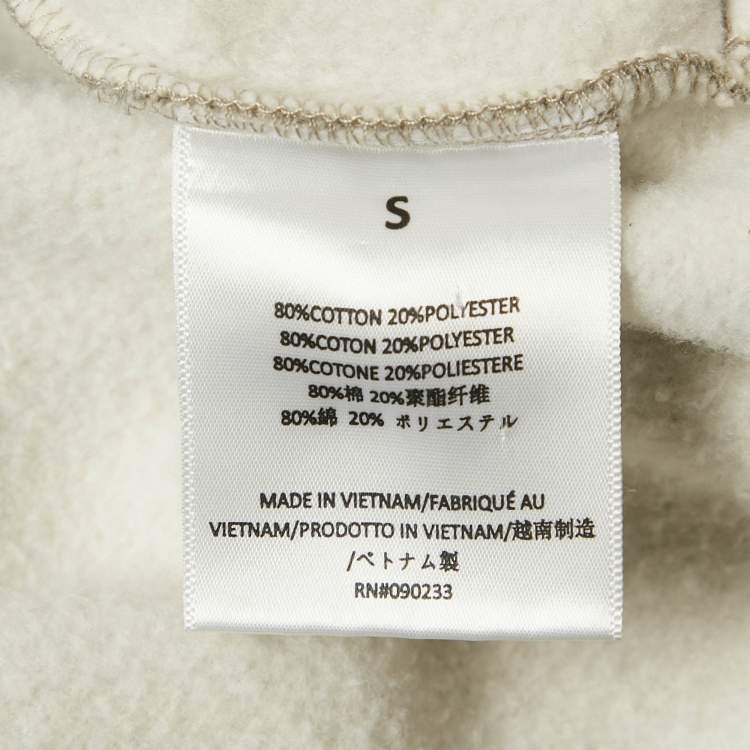 S
80%COTTON 20%POLYESTER
80%COTON 20%POLYESTER
80%COTONE 20%POLIESTERE
80%棉 20%聚酯纤维
80%綿 20% ポリエステル
MADE IN VIETNAM/FABRIQUÉ AU
VIETNAM/PRODOTTO IN VIETNAM/越南制造
/ベトナム製
RN#090233